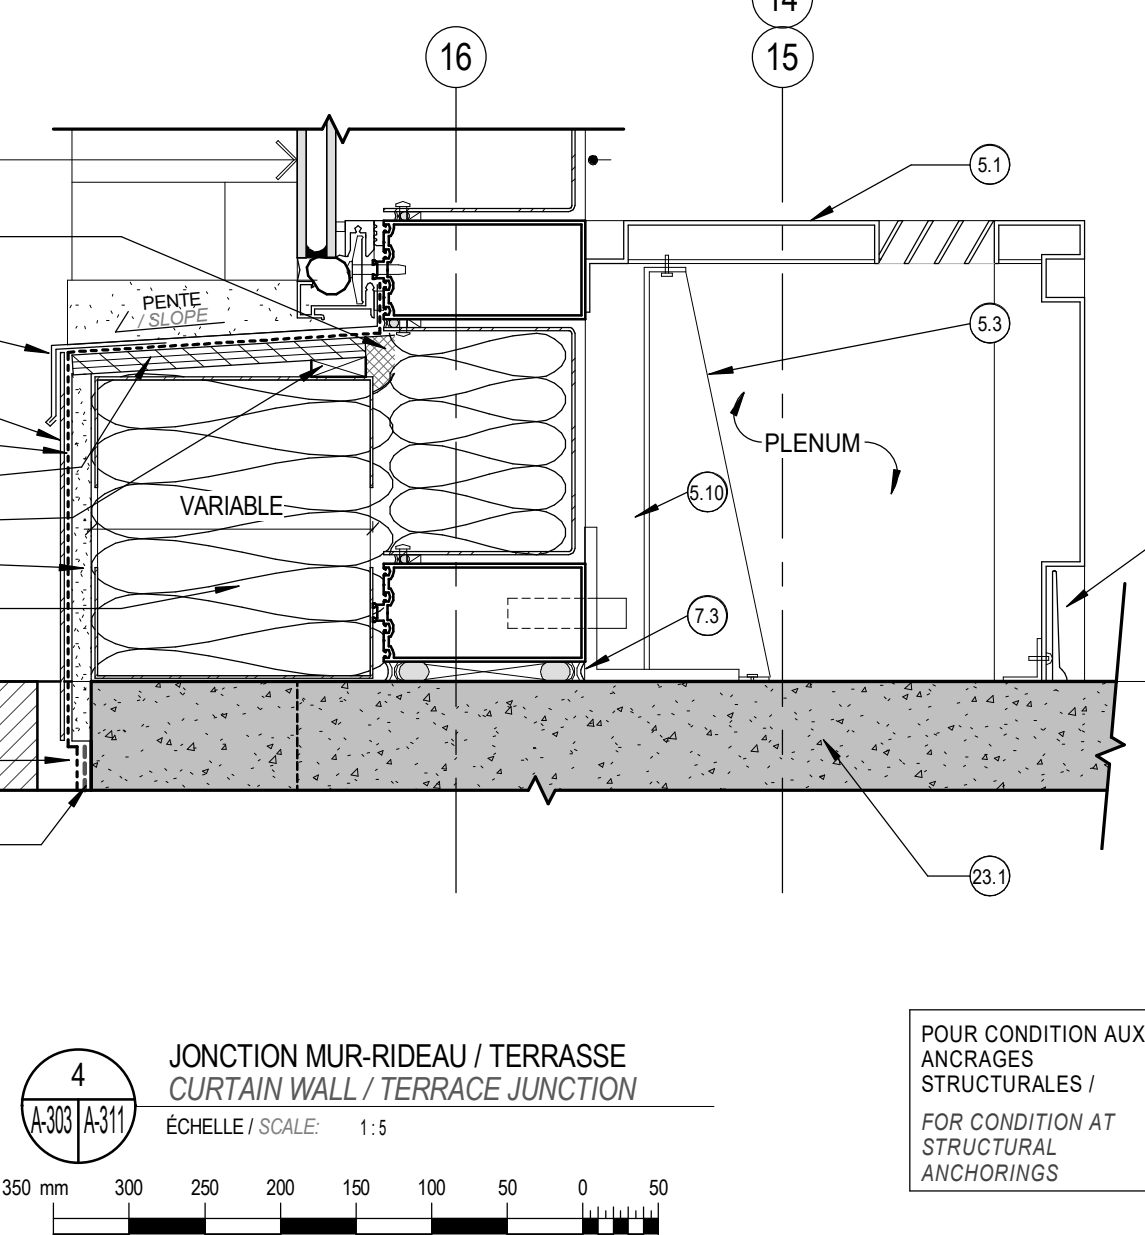 14
16
15
5.1
PENTE
/ SLOPE
5.3
PLENUM
5.10
VARIABLE
7.3
23.1
4
A-303 A-311
JONCTION MUR-RIDEAU / TERRASSE
CURTAIN WALL / TERRACE JUNCTION
ÉCHELLE / SCALE: 1 : 5
350 mm 300 250 200 150 100 50 0 50
POUR CONDITION AUX
ANCRAGES
STRUCTURALES /
FOR CONDITION AT
STRUCTURAL
ANCHORINGS